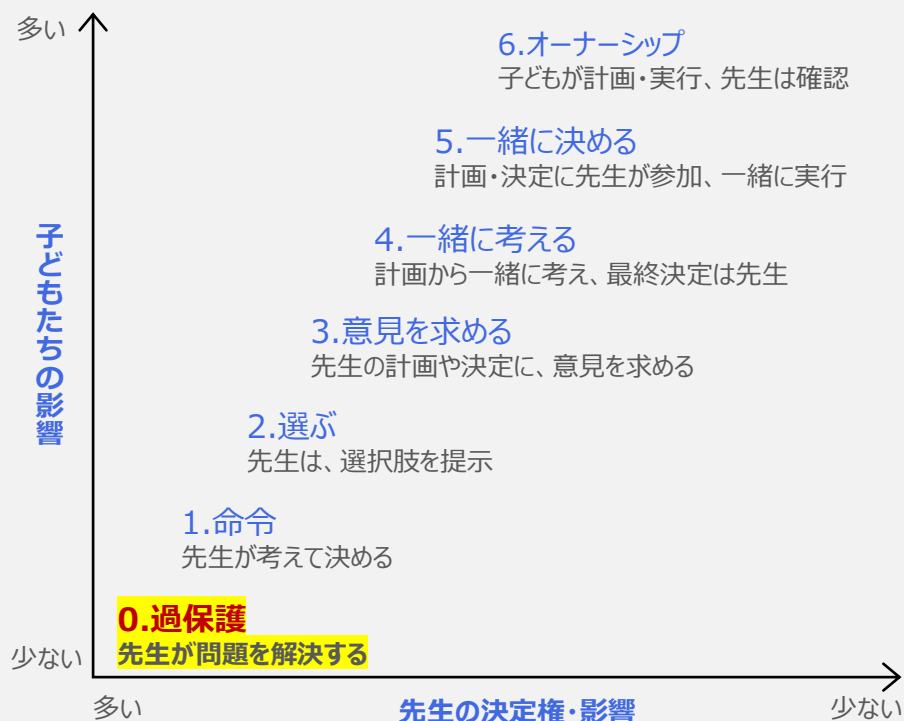 多い
6.オーナーシップ
子どもが計画・実行、先生は確認
5.一緒に決める
計画・決定に先生が参加、一緒に実行
4.一緒に考える
計画から一緒に考え、最終決定は先生
子どもたちの影響
3.意見を求める
先生の計画や決定に、意見を求める
2.選ぶ
先生は、選択肢を提示
1.命令
先生が考えて決める
0.過保護
先生が問題を解決する
少ない
多い
先生の決定権・影響
少ない